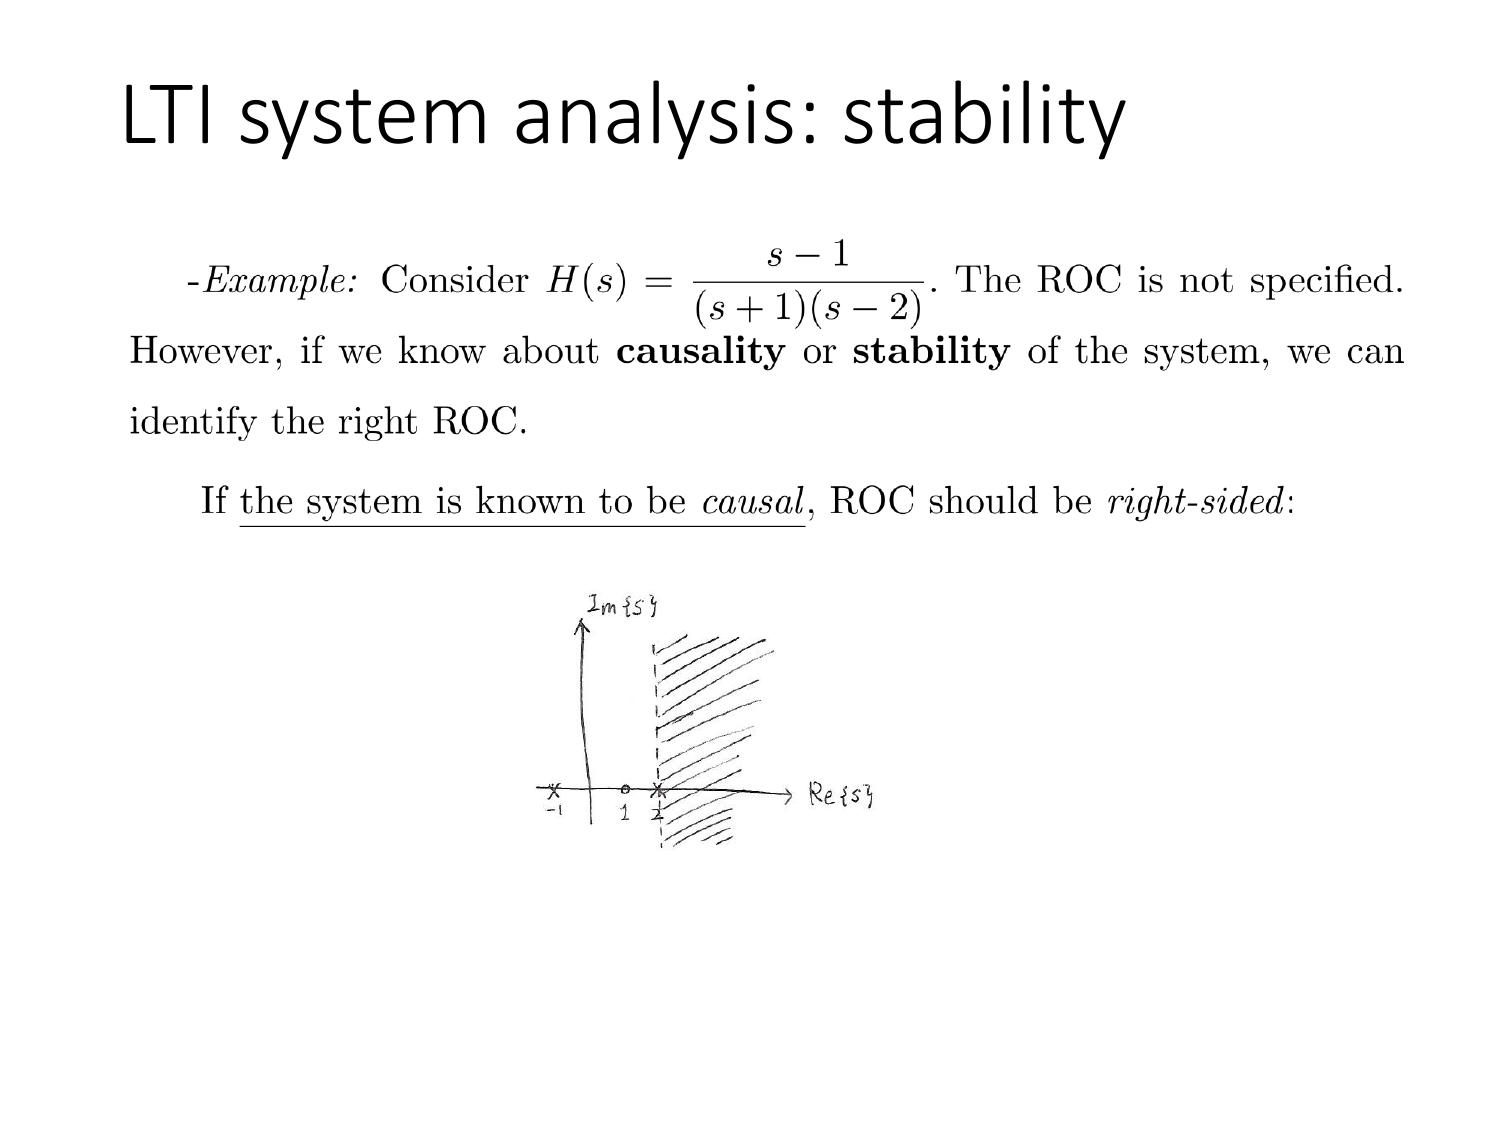 LTI system analysis: stability
-Example: Consider H(s) = \frac{s − 1}{(s + 1)(s − 2)}. The ROC is not specified.
However, if we know about causality or stability of the system, we can
identify the right ROC.
If the system is known to be causal, ROC should be right-sided:
Im{s}
Re{s}
-1 1 2